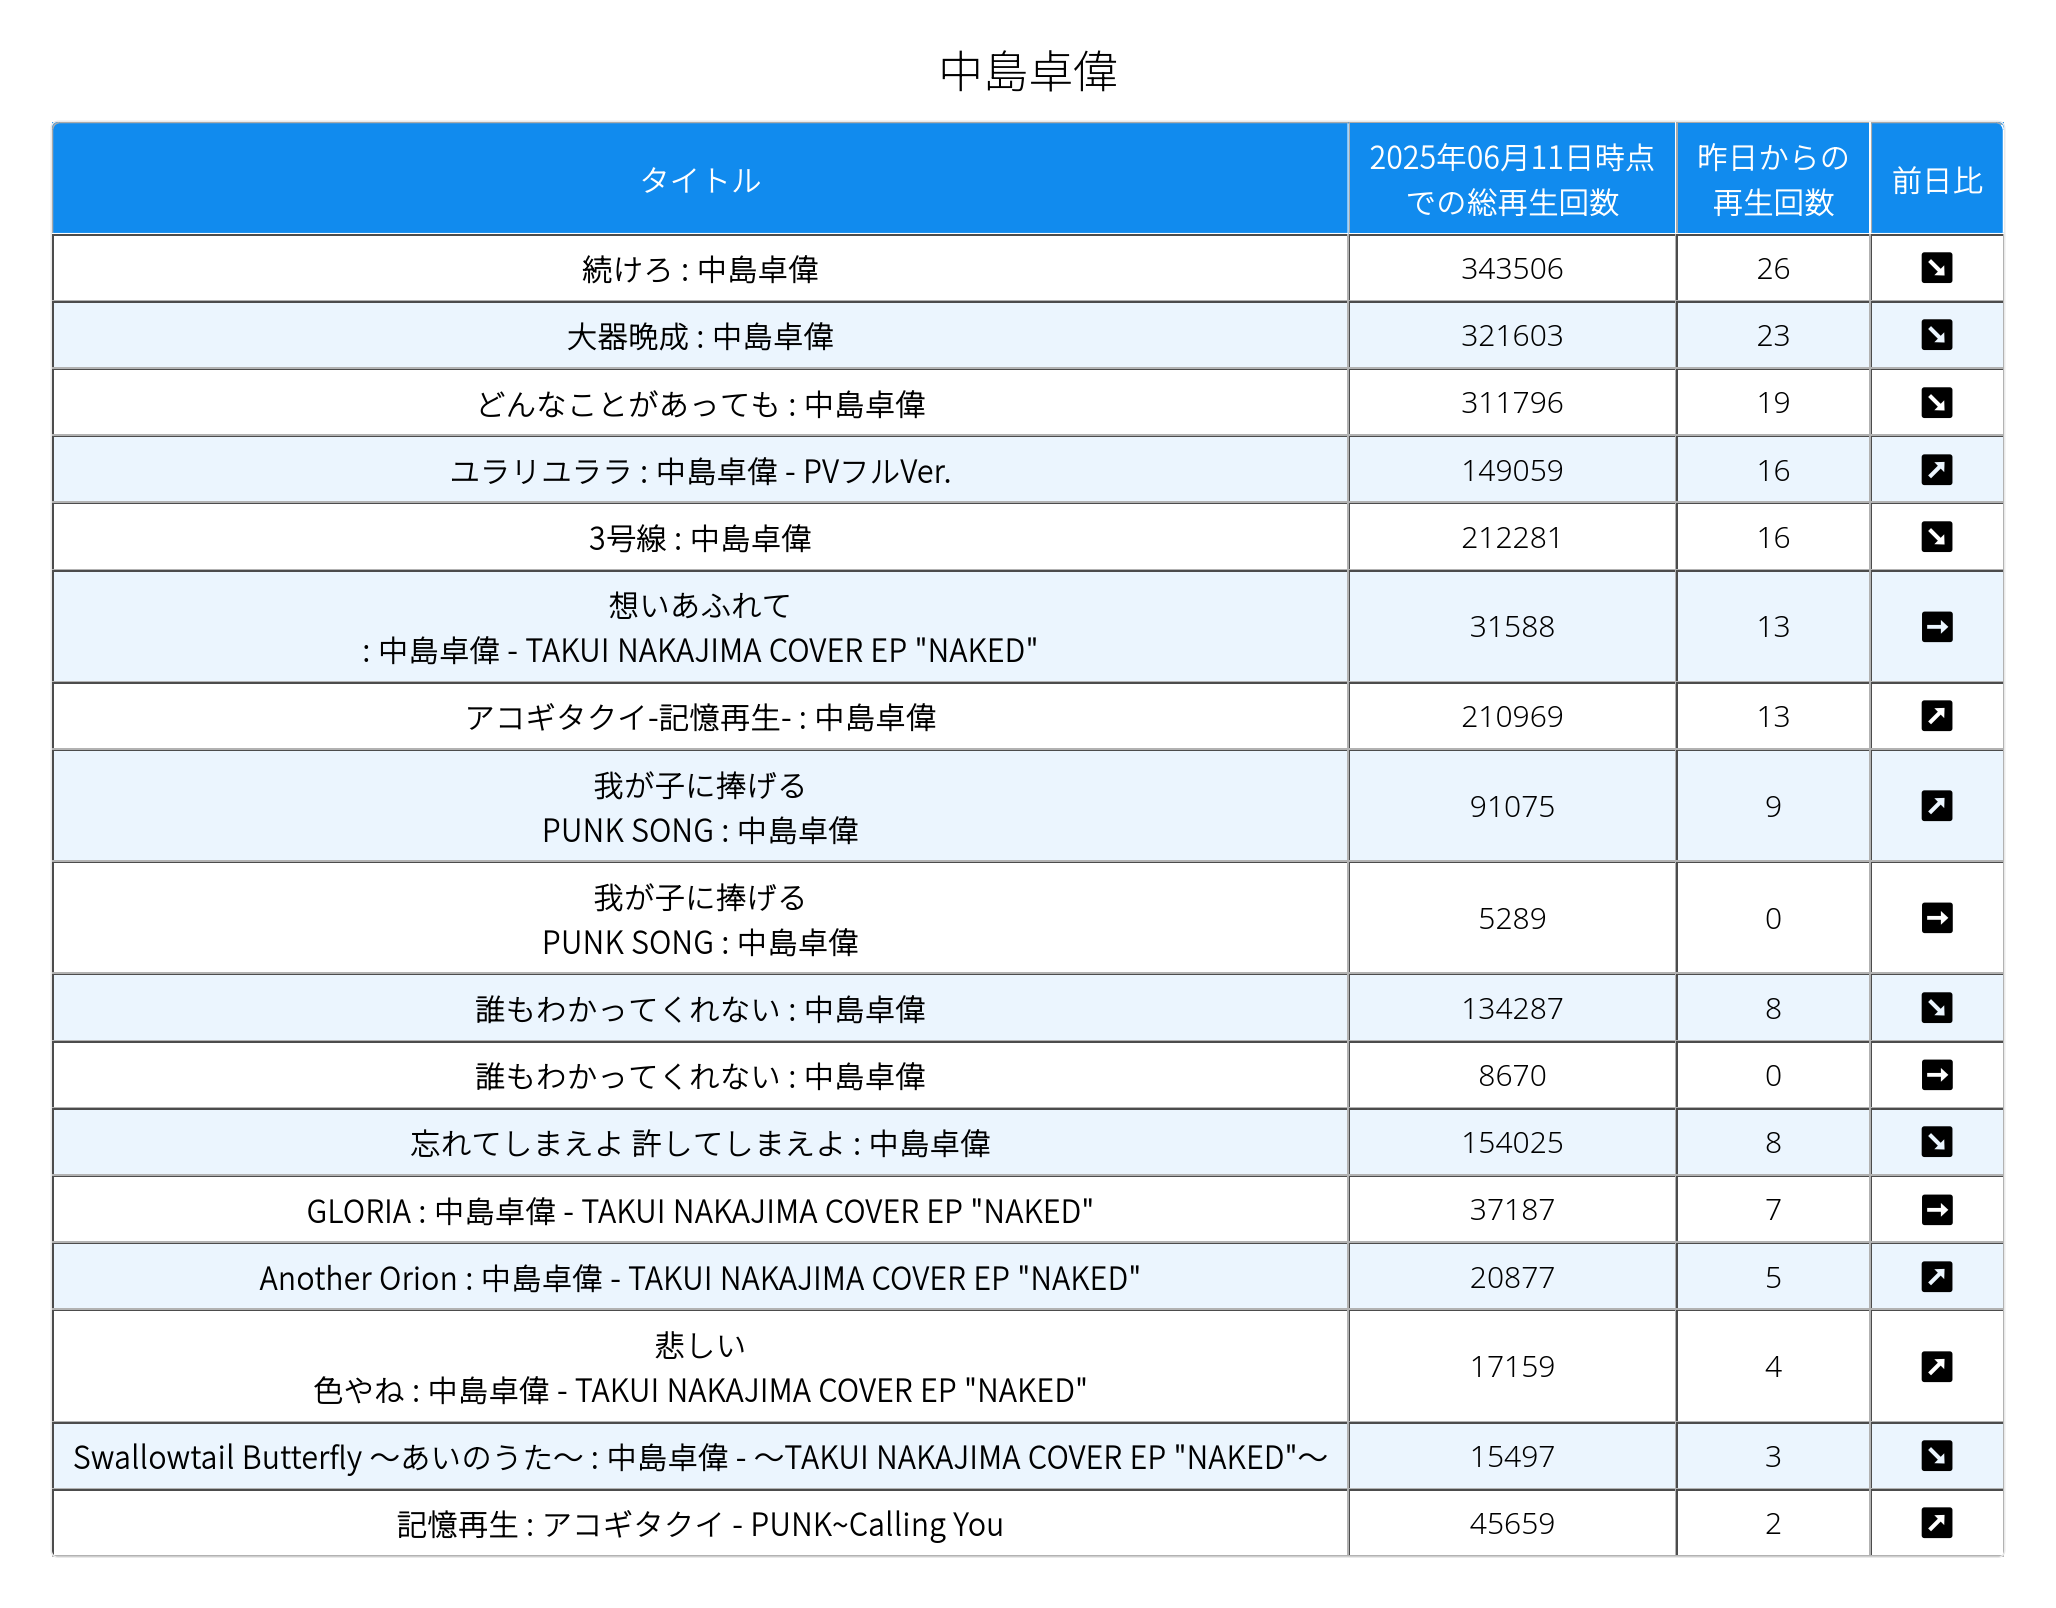 中島卓偉
タイトル
2025年06月11日時点
での総再生回数
昨日からの
再生回数
前日比
続けろ : 中島卓偉 343506 26 ↘
大器晩成 : 中島卓偉 321603 23 ↘
どんなことがあっても : 中島卓偉 311796 19 ↘
ユラリユララ : 中島卓偉 - PVフルVer. 149059 16 ↗
3号線 : 中島卓偉 212281 16 ↘
想いあふれて
: 中島卓偉 - TAKUI NAKAJIMA COVER EP "NAKED" 31588 13 →
アコギタクイ-記憶再生- : 中島卓偉 210969 13 ↗
我が子に捧げる
PUNK SONG : 中島卓偉 91075 9 ↗
我が子に捧げる
PUNK SONG : 中島卓偉 5289 0 →
誰もわかってくれない : 中島卓偉 134287 8 ↘
誰もわかってくれない : 中島卓偉 8670 0 →
忘れてしまえよ 許してしまえよ : 中島卓偉 154025 8 ↘
GLORIA : 中島卓偉 - TAKUI NAKAJIMA COVER EP "NAKED" 37187 7 →
Another Orion : 中島卓偉 - TAKUI NAKAJIMA COVER EP "NAKED" 20877 5 ↗
悲しい
色やね : 中島卓偉 - TAKUI NAKAJIMA COVER EP "NAKED" 17159 4 ↗
Swallowtail Butterfly 〜あいのうた〜 : 中島卓偉 - 〜TAKUI NAKAJIMA COVER EP "NAKED"〜 15497 3 ↘
記憶再生 : アコギタクイ - PUNK~Calling You 45659 2 ↗